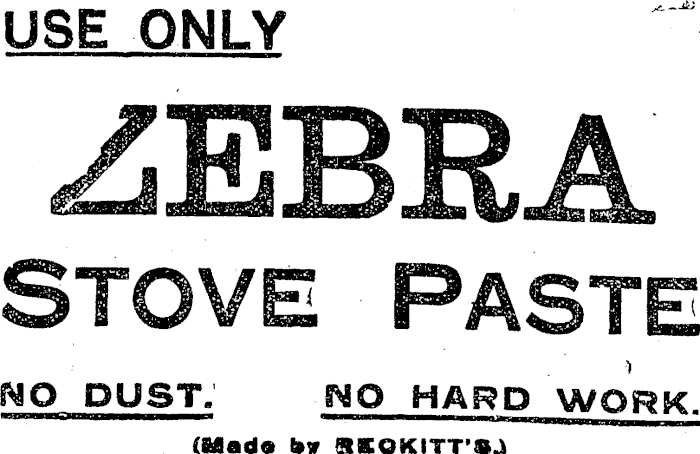 USE ONLY
ZEBRA
STOVE PASTE
NO DUST. NO HARD WORK.
(Made by RECKITT'S.)